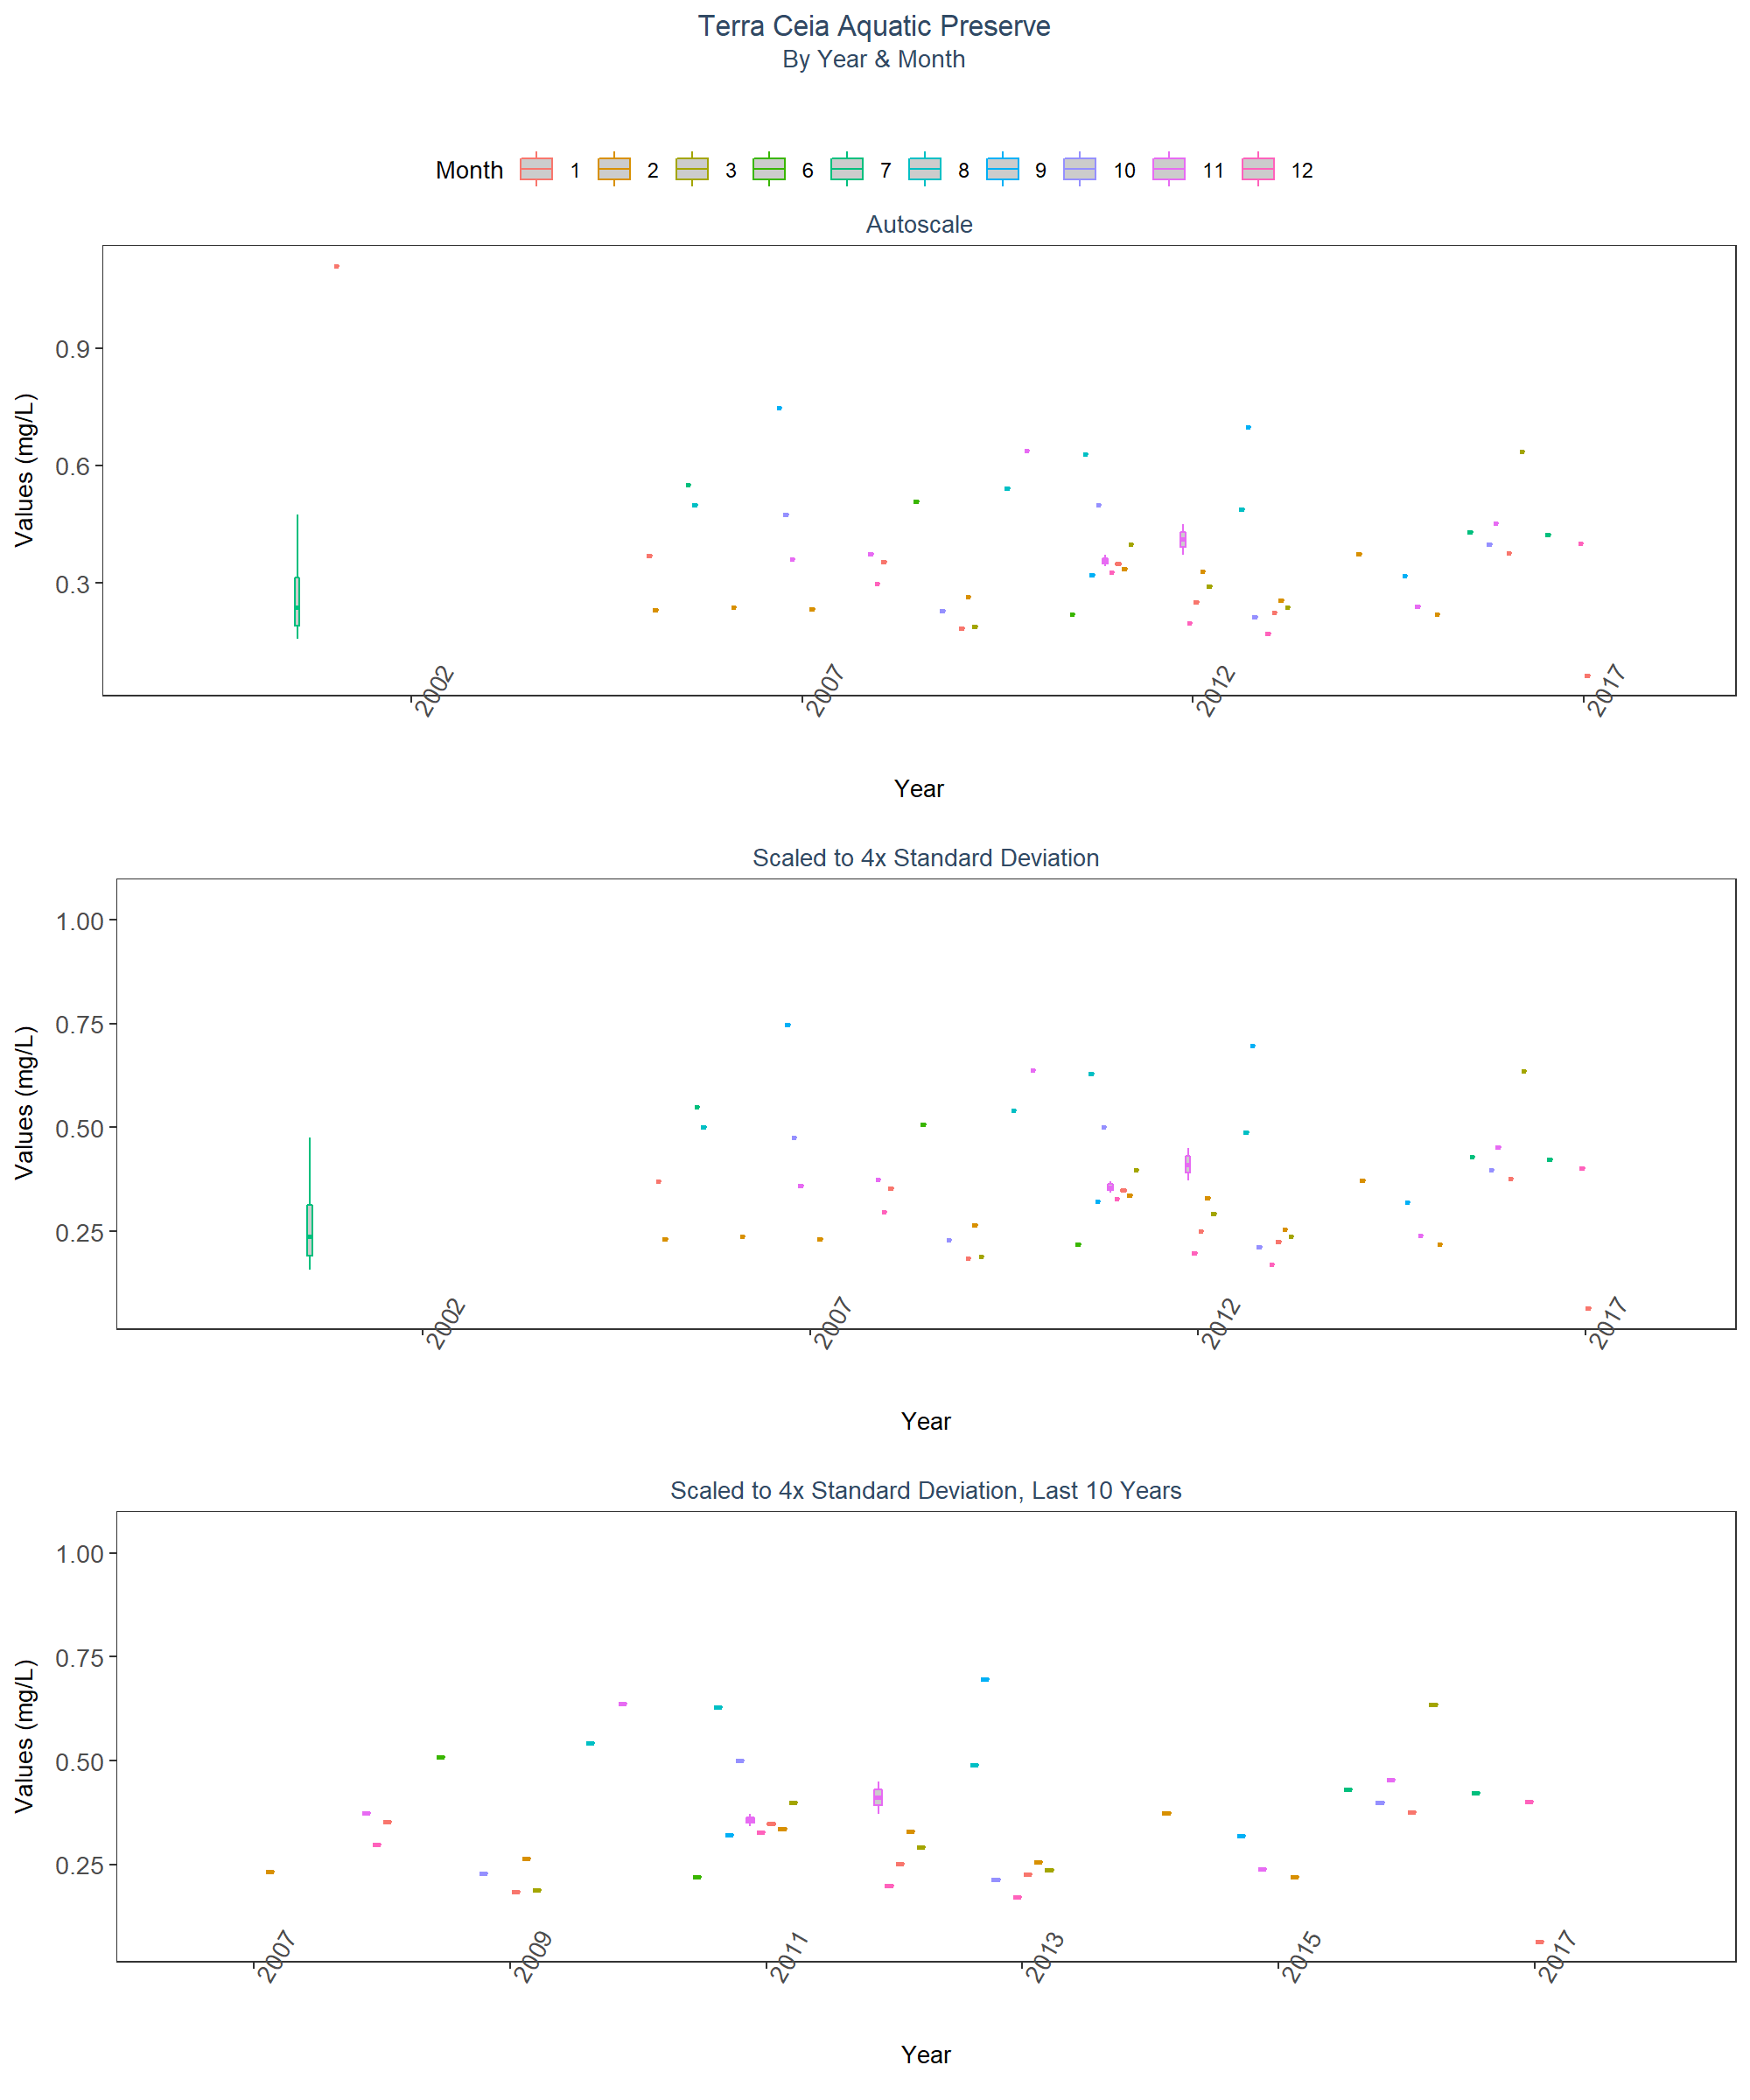 Terra Ceia Aquatic Preserve
By Year & Month
Month 1 2 3 6 7 8 9 10 11 12
Autoscale
Values (mg/L)
0.9
0.6
0.3
2002 2007 2012 2017
Year
Scaled to 4x Standard Deviation
Values (mg/L)
1.00
0.75
0.50
0.25
2002 2007 2012 2017
Year
Scaled to 4x Standard Deviation, Last 10 Years
Values (mg/L)
1.00
0.75
0.50
0.25
2007 2009 2011 2013 2015 2017
Year